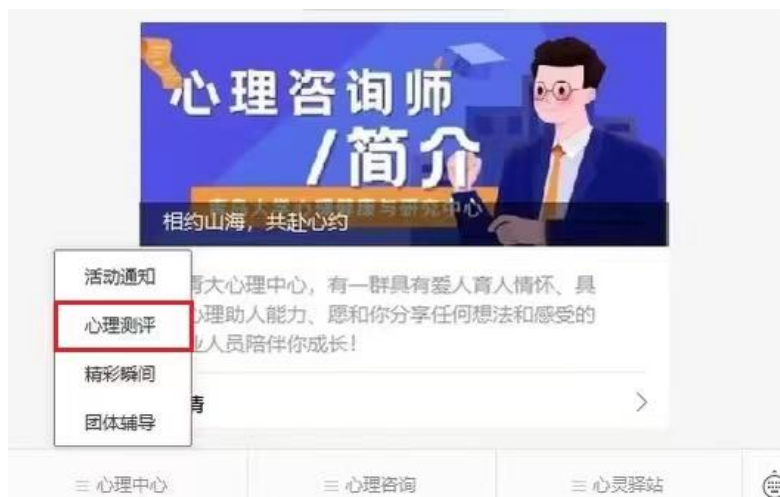 心理咨询师
/简介
相约山海，共赴心约
青大心理中心，有一群具有爱人育人情怀、具
心理助人能力、愿和你分享任何想法和感受的
业人员陪伴你成长！
活动通知
心理测评
精彩瞬间
团体辅导
情
心理中心
心理咨询
心灵驿站